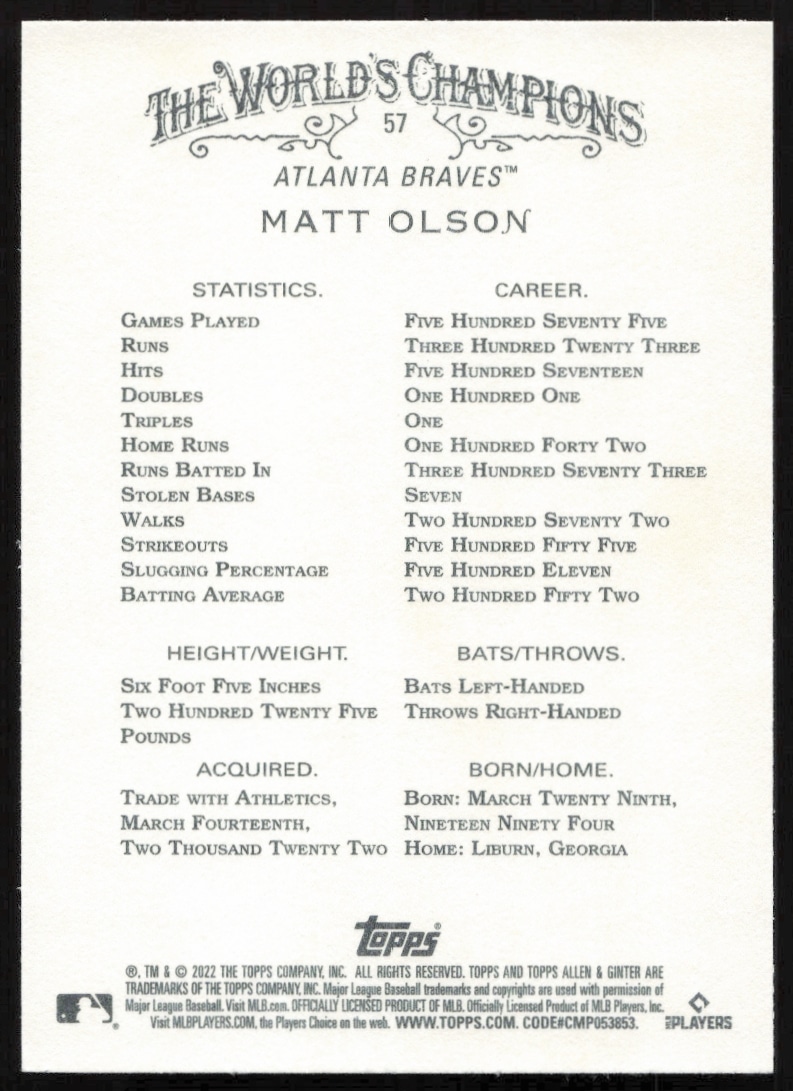 THE WORLD'S CHAMPIONS
57
ATLANTA BRAVES™
MATT OLSON
STATISTICS. CAREER.
GAMES PLAYED FIVE HUNDRED SEVENTY FIVE
RUNS THREE HUNDRED TWENTY THREE
HITS FIVE HUNDRED SEVENTEEN
DOUBLES ONE HUNDRED ONE
TRIPLES ONE
HOME RUNS ONE HUNDRED FORTY TWO
RUNS BATTED IN THREE HUNDRED SEVENTY THREE
STOLEN BASES SEVEN
WALKS TWO HUNDRED SEVENTY TWO
STRIKEOUTS FIVE HUNDRED FIFTY FIVE
SLUGGING PERCENTAGE FIVE HUNDRED ELEVEN
BATTING AVERAGE TWO HUNDRED FIFTY TWO
HEIGHT/WEIGHT.
SIX FOOT FIVE INCHES
TWO HUNDRED TWENTY FIVE
POUNDS
BATS/THROWS.
BATS LEFT-HANDED
THROWS RIGHT-HANDED
ACQUIRED.
TRADE WITH ATHLETICS,
MARCH FOURTEENTH,
TWO THOUSAND TWENTY TWO
BORN/HOME.
BORN: MARCH TWENTY NINTH,
NINETEEN NINETY FOUR
HOME: LIBURN, GEORGIA
Topps®
®, TM & © 2022 THE TOPPS COMPANY, INC. ALL RIGHTS RESERVED. TOPPS AND TOPPS ALLEN & GINTER ARE
TRADEMARKS OF THE TOPPS COMPANY, INC. Major League Baseball trademarks and copyrights are used with permission of
Major League Baseball. Visit MLB.com. OFFICIALLY LICENSED PRODUCT OF MLB. Officially Licensed Product of MLB Players, Inc.
Visit MLBPLAYERS.COM, the Players Choice on the web. WWW.TOPPS.COM. CODE#CMP053853.
MLB PLAYERS